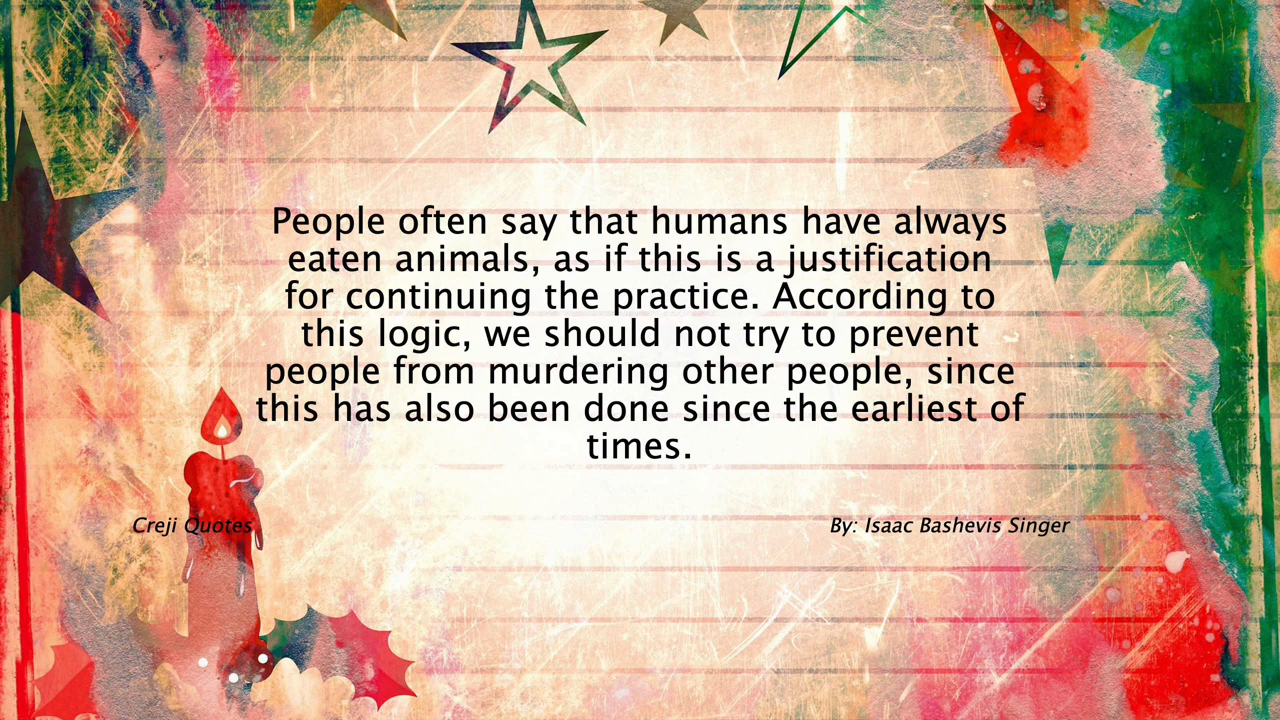 People often say that humans have always
eaten animals, as if this is a justification
for continuing the practice. According to
this logic, we should not try to prevent
people from murdering other people, since
this has also been done since the earliest of
times.
Creji Quotes
By: Isaac Bashevis Singer